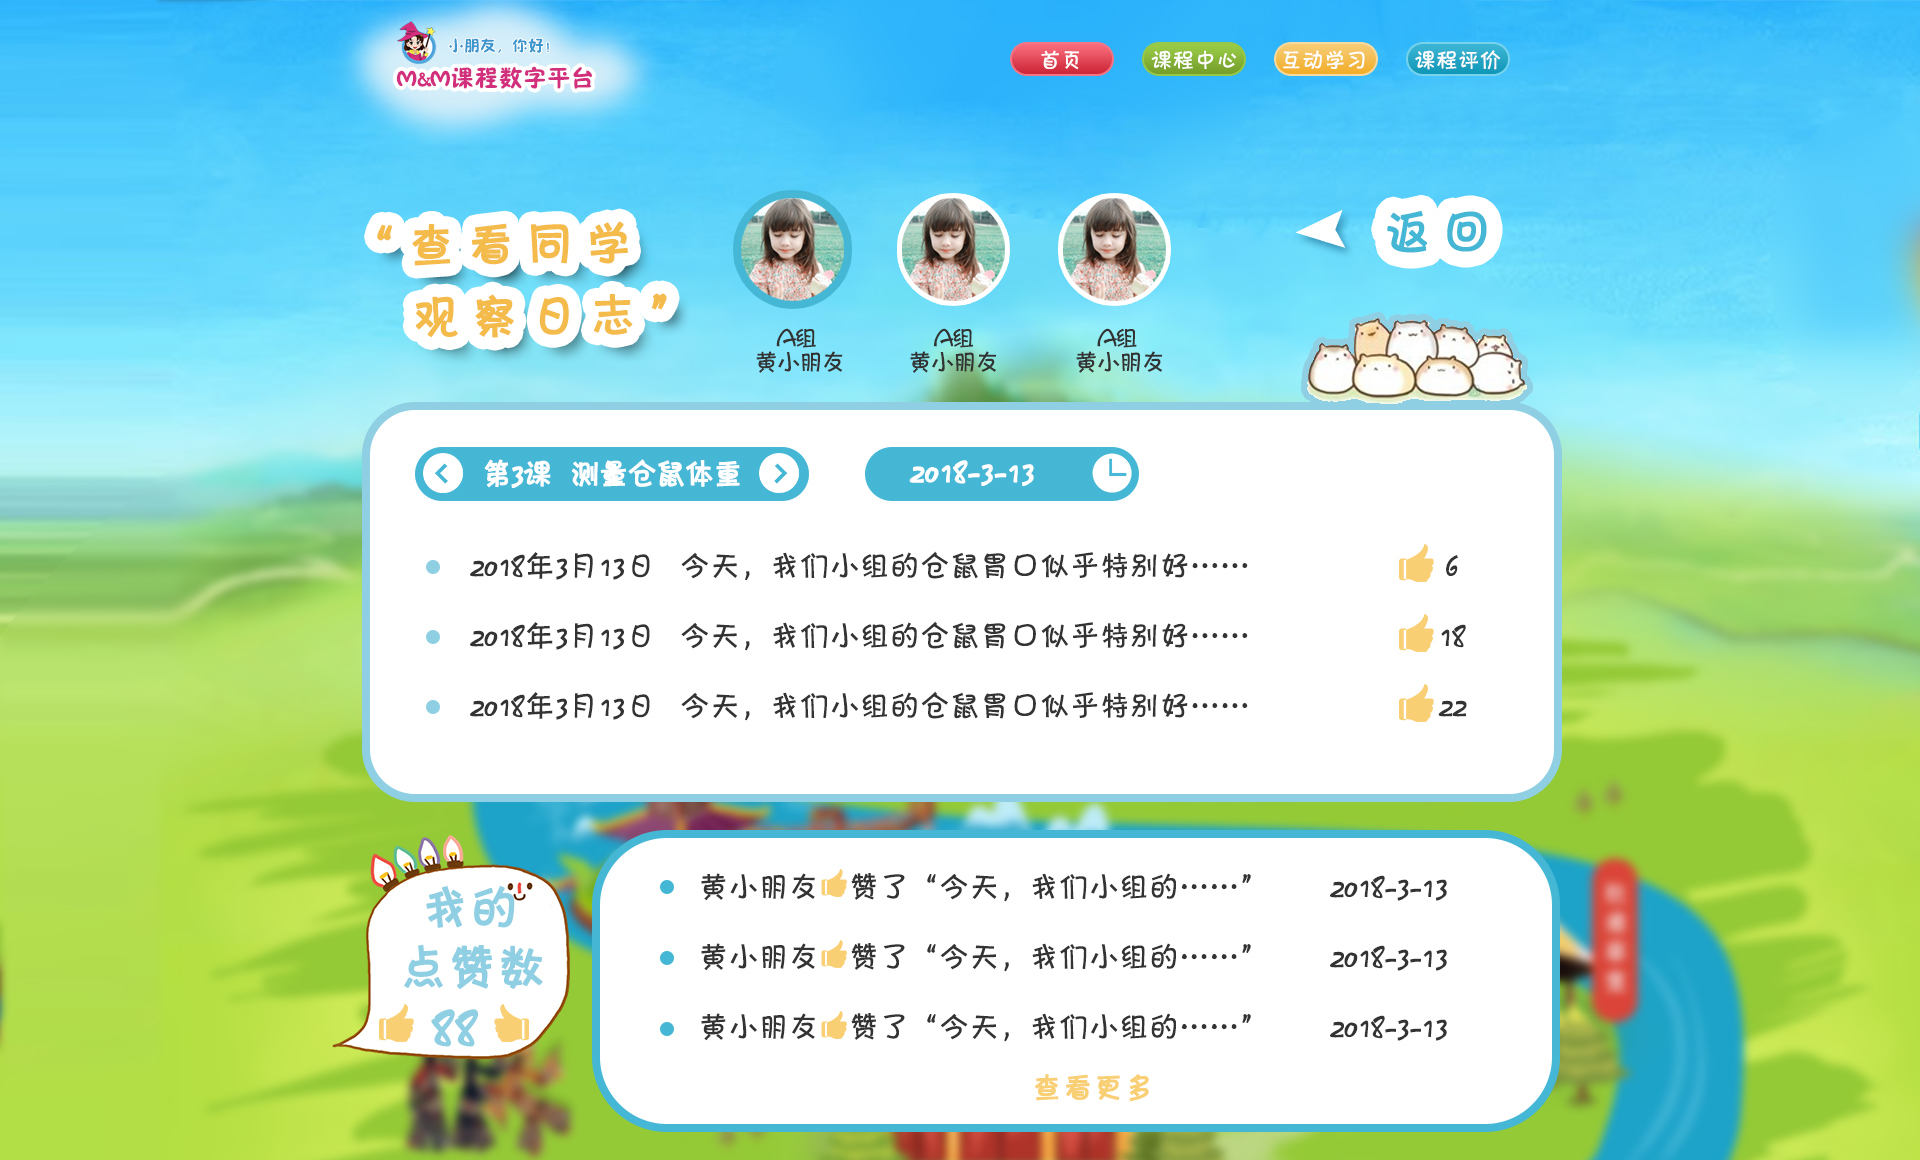 小朋友，你好！
M&M课程数字平台
首页
课程中心
互动学习
课程评价
“查看同学
观察日志”
A组
黄小朋友
A组
黄小朋友
A组
黄小朋友
返回
第3课 测量仓鼠体重
2018-3-13
2018年3月13日 今天，我们小组的仓鼠胃口似乎特别好…… 6
2018年3月13日 今天，我们小组的仓鼠胃口似乎特别好…… 18
2018年3月13日 今天，我们小组的仓鼠胃口似乎特别好…… 22
我的
点赞数
88
黄小朋友赞了“今天，我们小组的……” 2018-3-13
黄小朋友赞了“今天，我们小组的……” 2018-3-13
黄小朋友赞了“今天，我们小组的……” 2018-3-13
查看更多